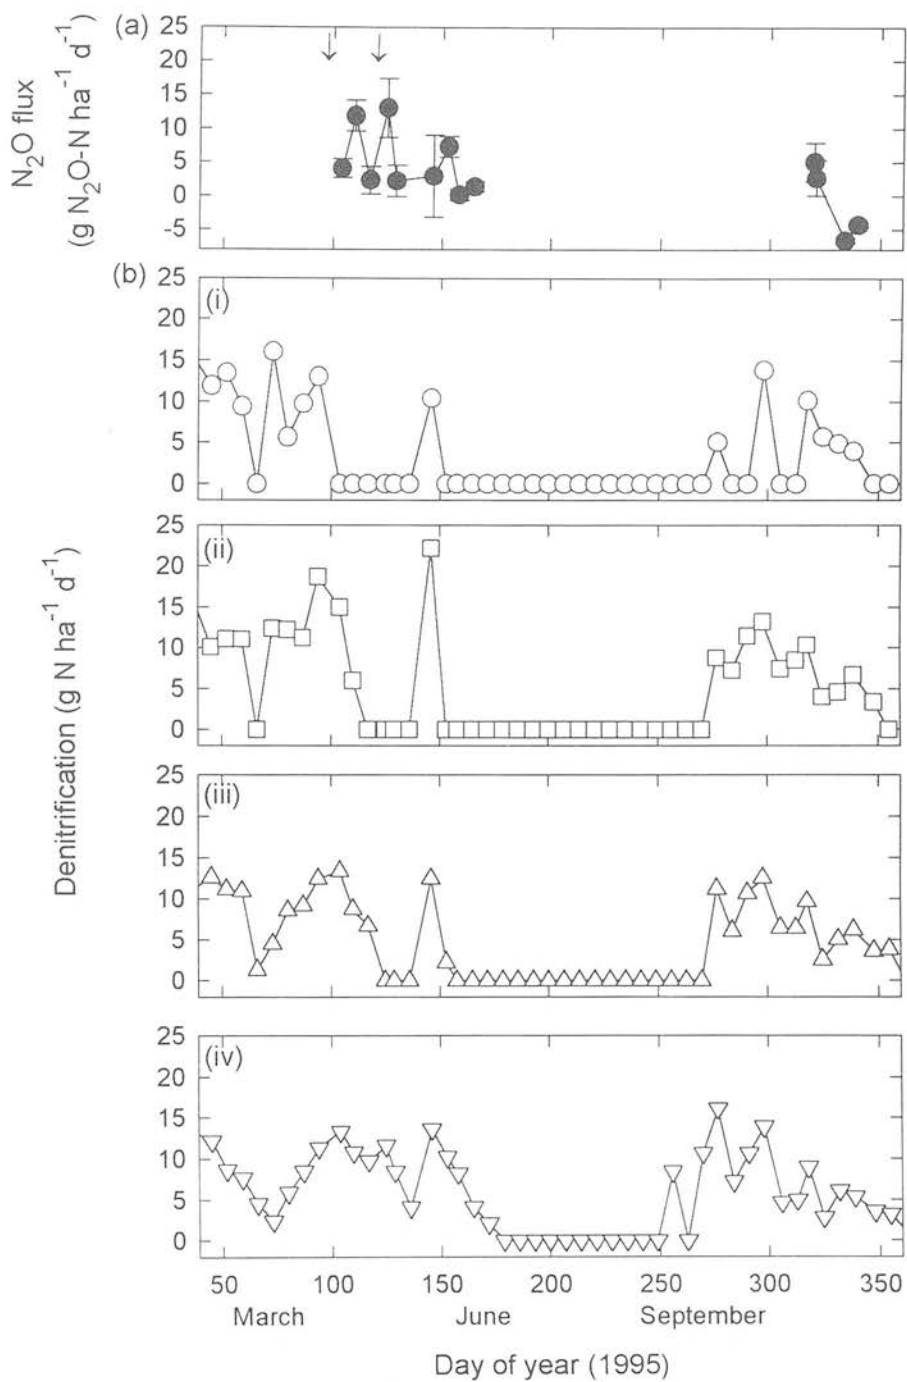 (a)
25
20
15
10
5
0
-5
N₂O flux
(g N₂O-N ha⁻¹ d⁻¹)
(b)
(i)
25
20
15
10
5
0
(ii)
25
20
15
10
5
0
(iii)
25
20
15
10
5
0
(iv)
25
20
15
10
5
0
Denitrification (g N ha⁻¹ d⁻¹)
50 100 150 200 250 300 350
March June September
Day of year (1995)